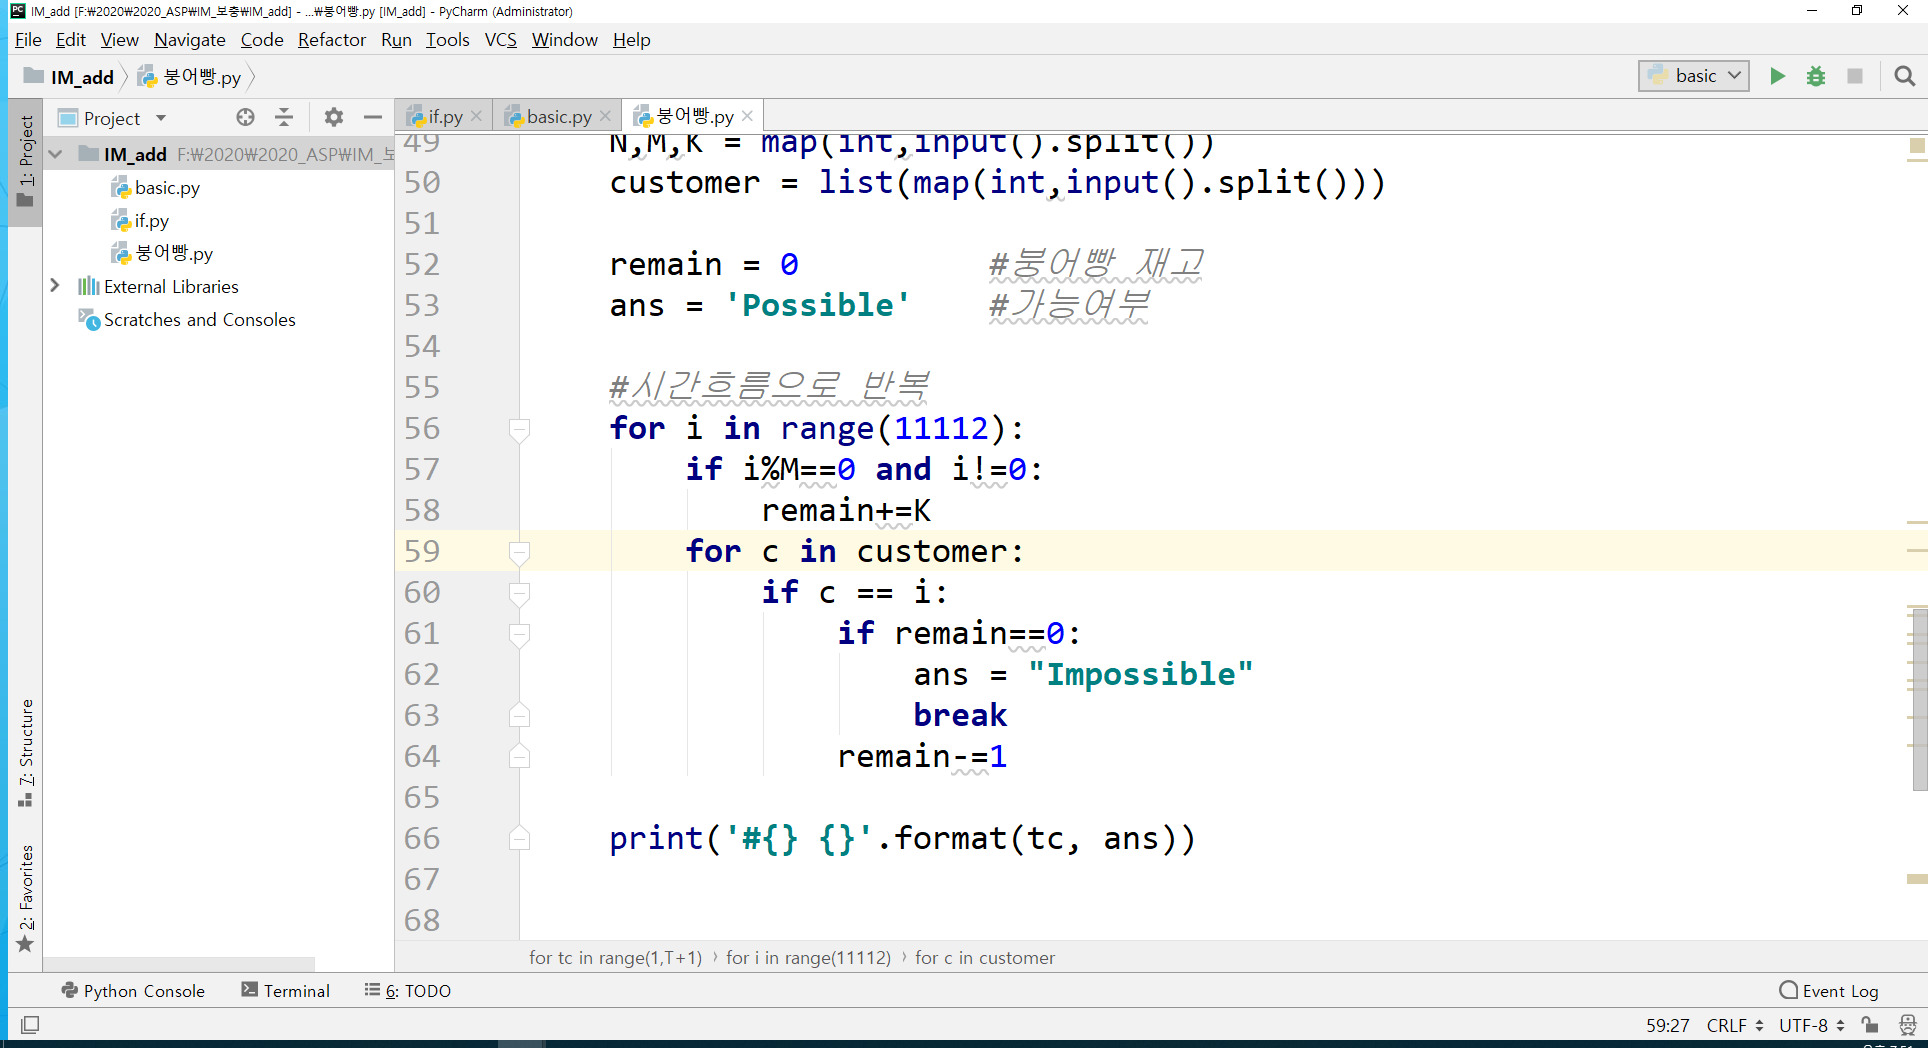 IM_add [F:₩2020₩2020_ASP₩IM_보충₩IM_add] - ...₩붕어빵.py [IM_add] - PyCharm (Administrator)
File Edit View Navigate Code Refactor Run Tools VCS Window Help
IM_add 붕어빵.py basic
Project if.py basic.py 붕어빵.py
1: Project
IM_add F:₩2020₩2020_ASP₩IM_보
basic.py
if.py
붕어빵.py
External Libraries
Scratches and Consoles
7: Structure
2: Favorites
49 N,M,K = map(int,input().split())
50 customer = list(map(int,input().split()))
51
52 remain = 0 #붕어빵 재고
53 ans = 'Possible' #가능여부
54
55 #시간흐름으로 반복
56 for i in range(11112):
57 if i%M==0 and i!=0:
58 remain+=K
59 for c in customer:
60 if c == i:
61 if remain==0:
62 ans = "Impossible"
63 break
64 remain-=1
65
66 print('#{} {}'.format(tc, ans))
67
68
for tc in range(1,T+1) › for i in range(11112) › for c in customer
Python Console Terminal 6: TODO Event Log
59:27 CRLF UTF-8